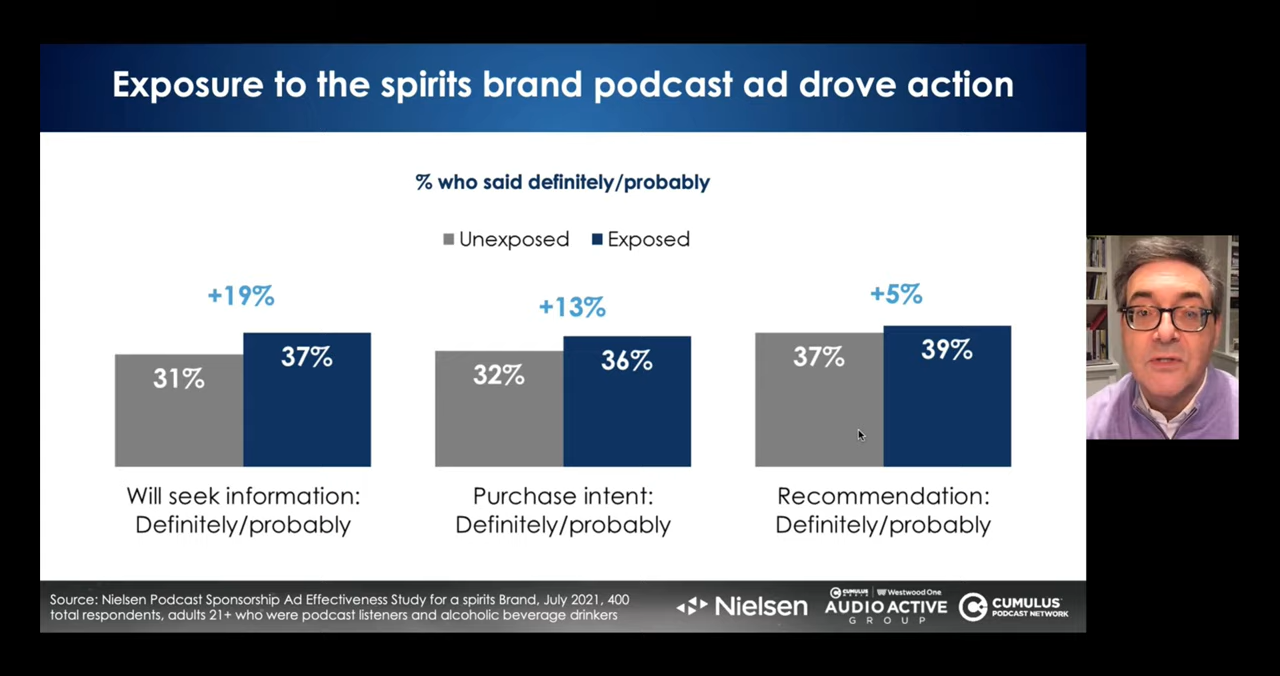 Exposure to the spirits brand podcast ad drove action
% who said definitely/probably
Unexposed Exposed
+19%
+13%
+5%
31%
37%
32%
36%
37%
39%
Will seek information:
Definitely/probably
Purchase intent:
Definitely/probably
Recommendation:
Definitely/probably
Source: Nielsen Podcast Sponsorship Ad Effectiveness Study for a spirits Brand, July 2021, 400
total respondents, adults 21+ who were podcast listeners and alcoholic beverage drinkers
Nielsen
CUMULUS MEDIA | Westwood One
AUDIO ACTIVE
GROUP
CUMULUS
PODCAST NETWORK